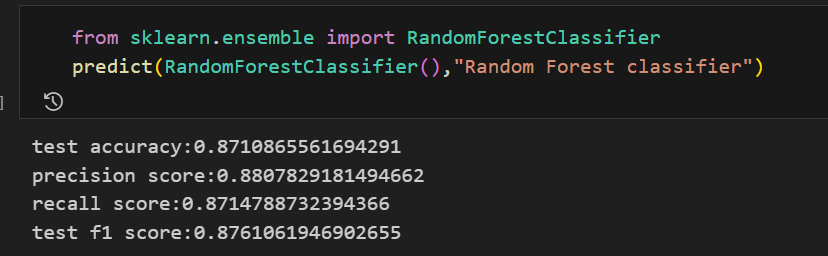 from sklearn.ensemble import RandomForestClassifier
predict(RandomForestClassifier(),"Random Forest classifier")
]
test accuracy:0.8710865561694291
precision score:0.8807829181494662
recall score:0.8714788732394366
test f1 score:0.8761061946902655